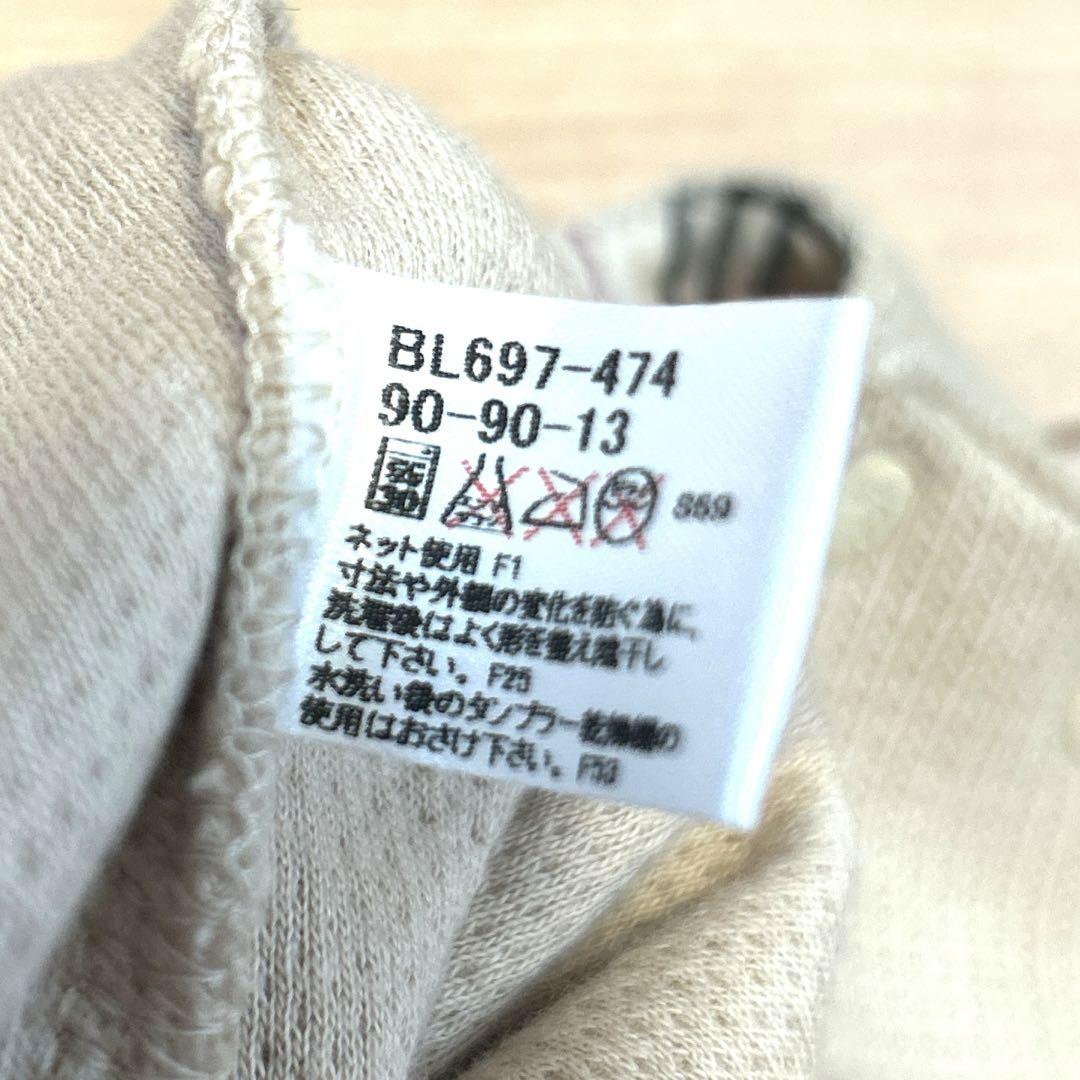 BL697-474
90-90-13
869
ネット使用 F1
寸法や外観の変化を防ぐ為に、
洗濯後はよく形を整え陰干し
して下さい。F25
水洗い後のタンブラー乾燥機の
使用はおさけ下さい。F53